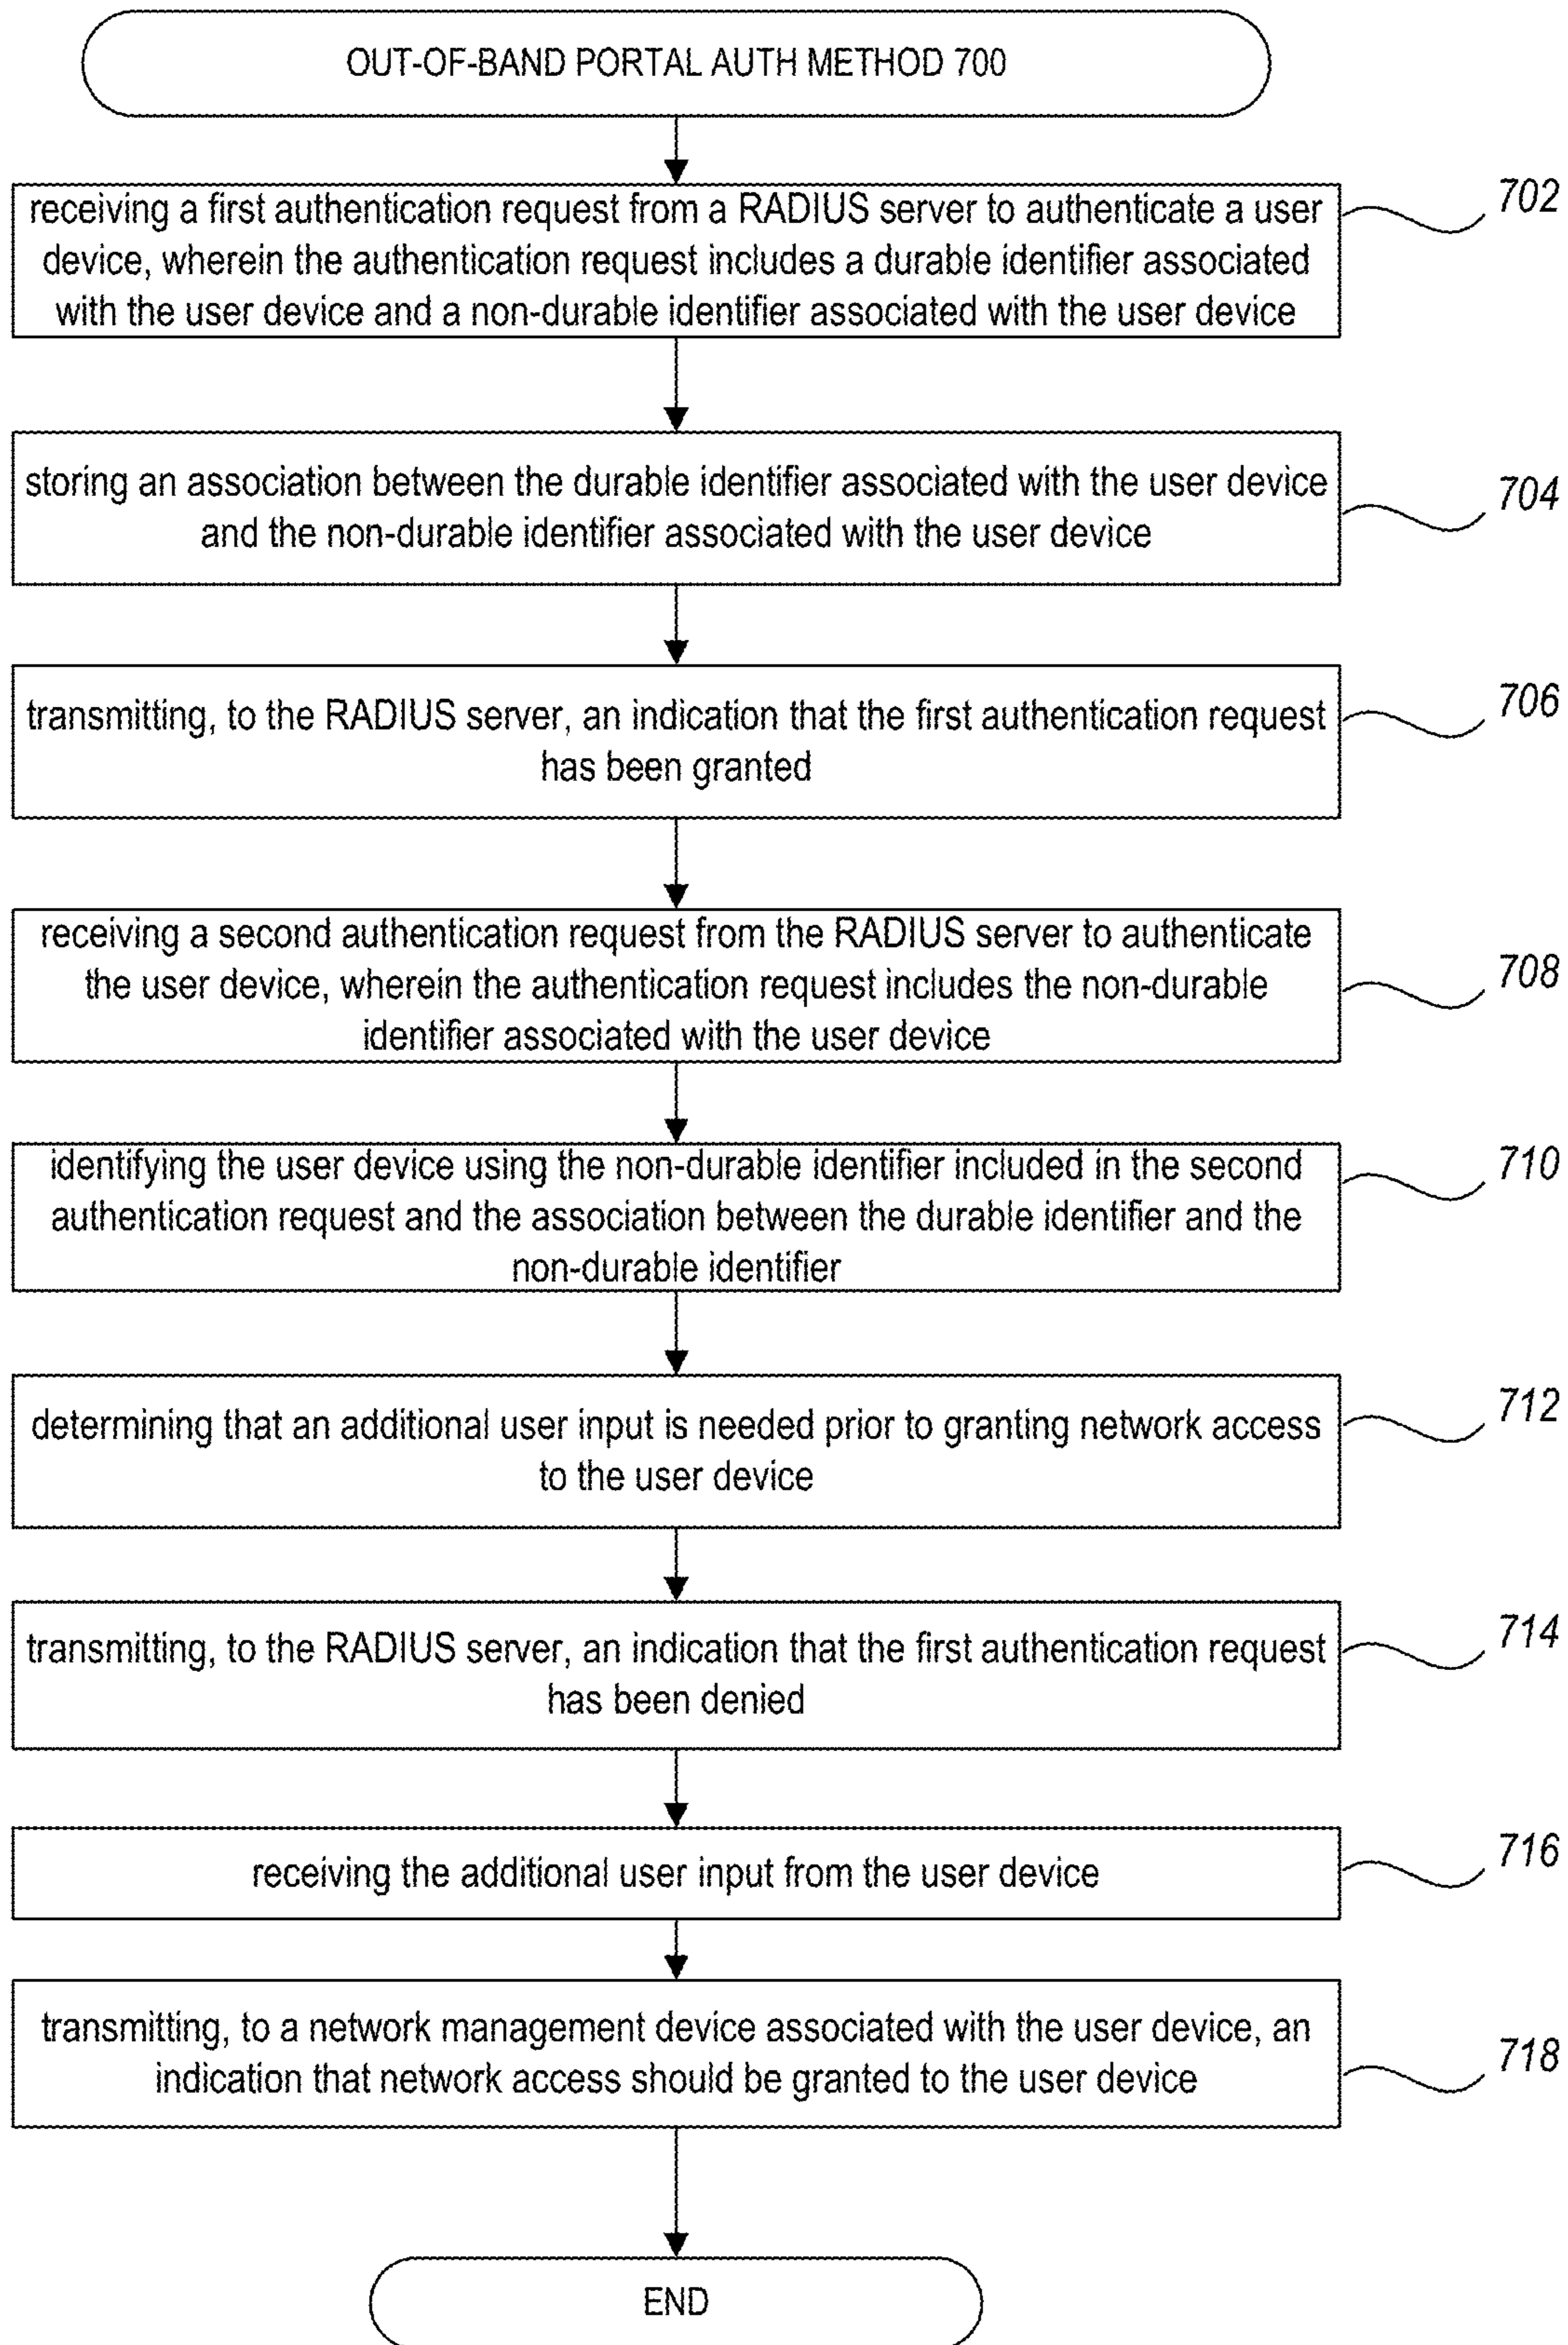 OUT-OF-BAND PORTAL AUTH METHOD 700
receiving a first authentication request from a RADIUS server to authenticate a user
device, wherein the authentication request includes a durable identifier associated
with the user device and a non-durable identifier associated with the user device
702
storing an association between the durable identifier associated with the user device
and the non-durable identifier associated with the user device
704
transmitting, to the RADIUS server, an indication that the first authentication request
has been granted
706
receiving a second authentication request from the RADIUS server to authenticate
the user device, wherein the authentication request includes the non-durable
identifier associated with the user device
708
identifying the user device using the non-durable identifier included in the second
authentication request and the association between the durable identifier and the
non-durable identifier
710
determining that an additional user input is needed prior to granting network access
to the user device
712
transmitting, to the RADIUS server, an indication that the first authentication request
has been denied
714
receiving the additional user input from the user device
716
transmitting, to a network management device associated with the user device, an
indication that network access should be granted to the user device
718
END